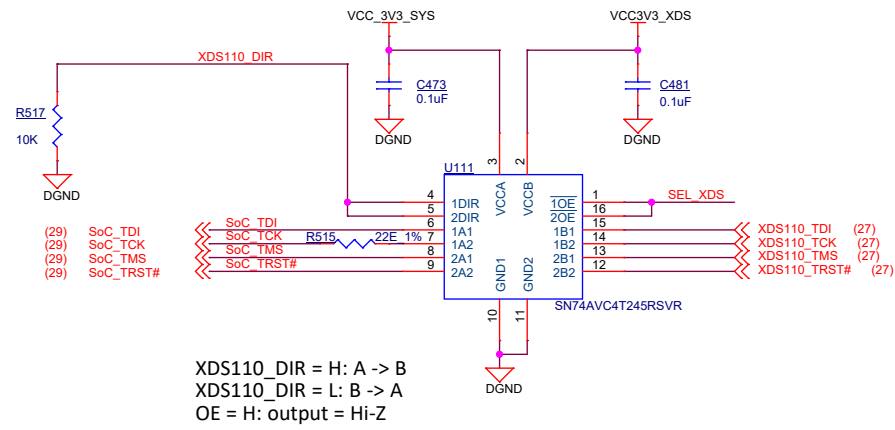 VCC_3V3_SYS
VCC3V3_XDS
XDS110_DIR
C473
0.1uF
C481
0.1uF
R517
10K
DGND
DGND
DGND
3
2
U111
VCCA
VCCB
4
5
6
7
8
9
1DIR
2DIR
1A1
1A2
2A1
2A2
1OE
2OE
1B1
1B2
2B1
2B2
1
16
15
14
13
12
SEL_XDS
(29) SoC_TDI
(29) SoC_TCK
(29) SoC_TMS
(29) SoC_TRST#
SoC_TDI
SoC_TCK
R515 22E_1%
SoC_TMS
SoC_TRST#
XDS110_TDI (27)
XDS110_TCK (27)
XDS110_TMS (27)
XDS110_TRST# (27)
GND1
GND2
SN74AVC4T245RSVR
10
11
DGND
XDS110_DIR = H: A -> B
XDS110_DIR = L: B -> A
OE = H: output = Hi-Z